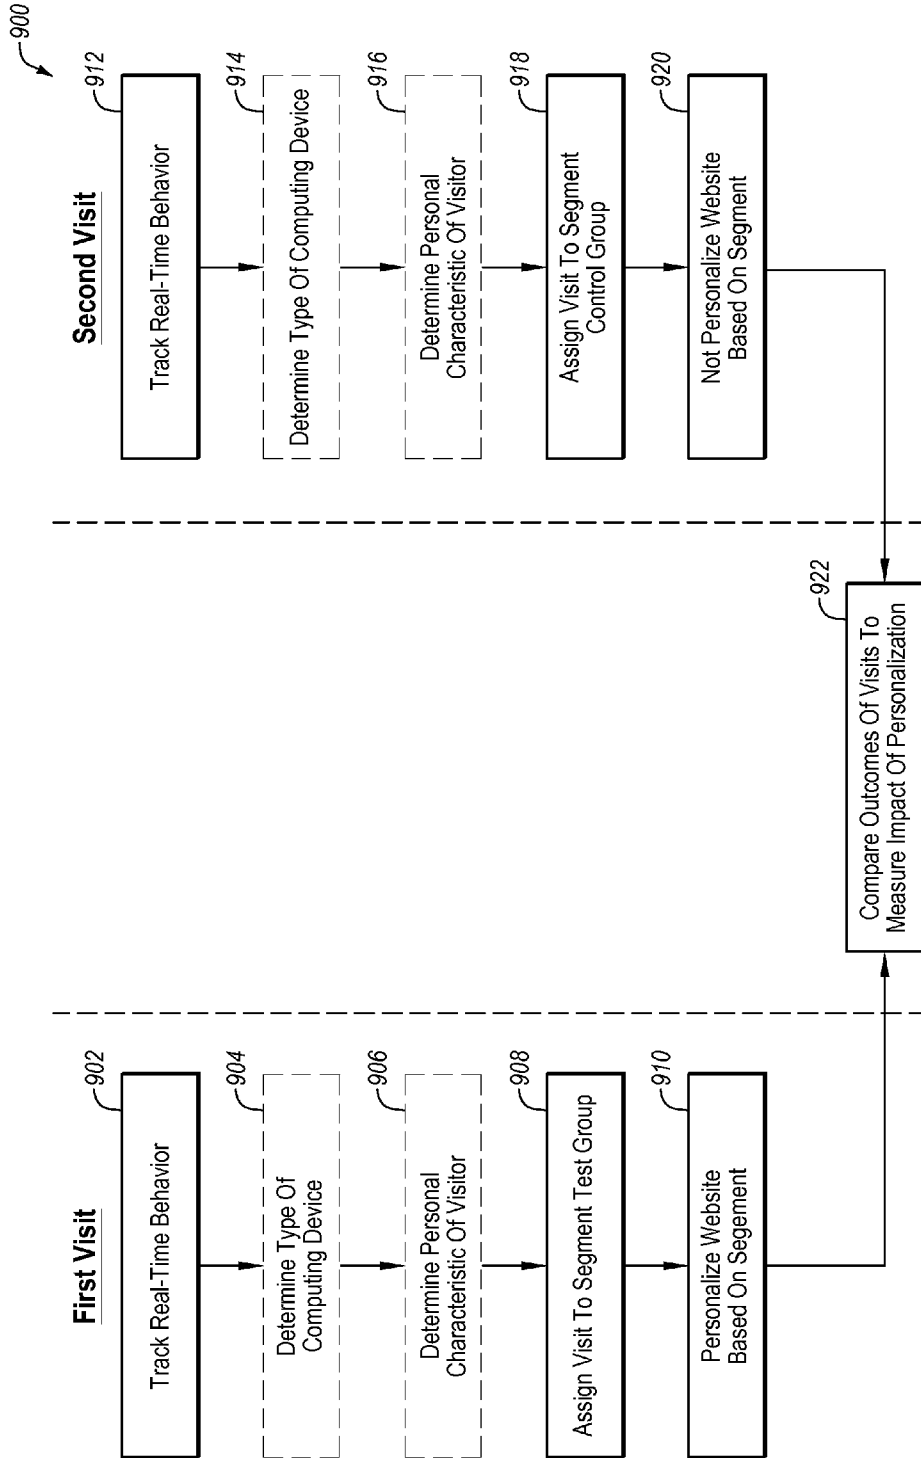 900
First Visit
902
Track Real-Time Behavior
904
Determine Type Of
Computing Device
906
Determine Personal
Characteristic Of Visitor
908
Assign Visit To Segment Test Group
910
Personalize Website
Based On Segement
Second Visit
912
Track Real-Time Behavior
914
Determine Type Of Computing Device
916
Determine Personal
Characteristic Of Visitor
918
Assign Visit To Segment
Control Group
920
Not Personalize Website
Based On Segment
922
Compare Outcomes Of Visits To
Measure Impact Of Personalization